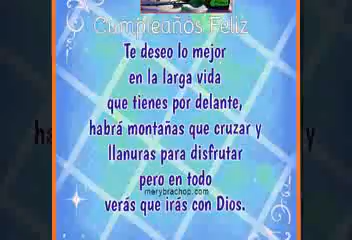 Cumpleaños Feliz
Te deseo lo mejor
en la larga vida
que tienes por delante,
habrá montañas que cruzar y
llanuras para disfrutar
pero en todo
merybrachop.com
verás que irás con Dios.